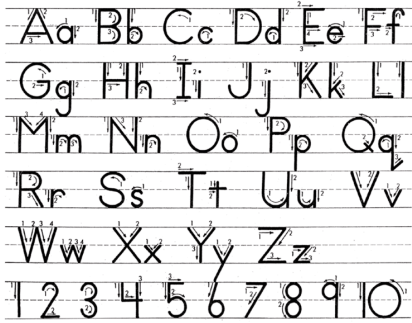 Aa Bb Cc Dd Ee Ff
Gg Hh Ii Jj Kk Ll
Mm Nn Oo Pp Qq
Rr Ss Tt Uu Vv
Ww Xx Yy Zz
1 2 3 4 5 6 7 8 9 10